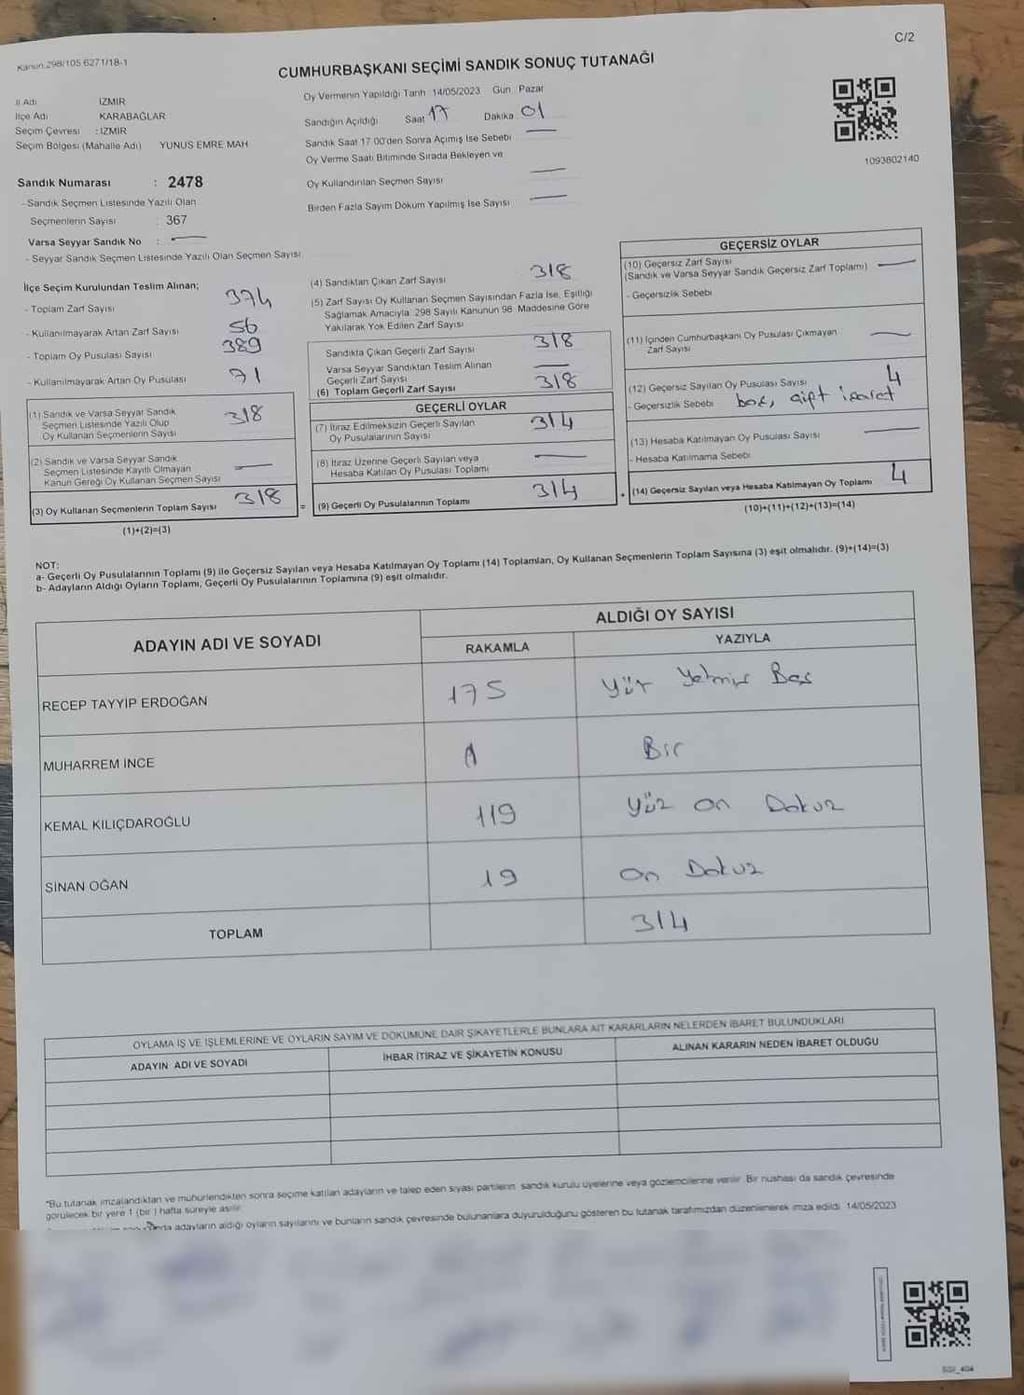 Kanun 298/105 6271/18-1
C/2
CUMHURBAŞKANI SEÇİMİ SANDIK SONUÇ TUTANAĞI
İl Adı İZMİR
İlçe Adı KARABAĞLAR
Seçim Çevresi : İZMİR
Seçim Bölgesi (Mahalle Adı) YUNUS EMRE MAH
Sandık Numarası : 2478
- Sandık Seçmen Listesinde Yazılı Olan
Seçmenlerin Sayısı : 367
Varsa Seyyar Sandık No : —
- Seyyar Sandık Seçmen Listesinde Yazılı Olan Seçmen Sayısı
Oy Vermenin Yapıldığı Tarih 14/05/2023 Gün Pazar
Sandığın Açıldığı Saat 17 Dakika 01
Sandık Saat 17 00'den Sonra Açımış İse Sebebi —
Oy Verme Saati Bitiminde Sırada Bekleyen ve
Oy Kullandırılan Seçmen Sayısı —
Birden Fazla Sayım Döküm Yapılmış İse Sayısı —
1093802140
İlçe Seçim Kurulundan Teslim Alınan;
- Toplam Zarf Sayısı 374
- Kullanılmayarak Artan Zarf Sayısı 56
- Toplam Oy Pusulası Sayısı 389
- Kullanılmayarak Artan Oy Pusulası 71
(1) Sandık ve Varsa Seyyar Sandık
Seçmen Listesinde Yazılı Olup
Oy Kullanan Seçmenlerin Sayısı 318
(2) Sandık ve Varsa Seyyar Sandık
Seçmen Listesinde Kayıtlı Olmayan
Kanun Gereği Oy Kullanan Seçmen Sayısı —
(3) Oy Kullanan Seçmenlerin Toplam Sayısı 318
(1)+(2)=(3)
(4) Sandıktan Çıkan Zarf Sayısı 318
(5) Zarf Sayısı Oy Kullanan Seçmen Sayısından Fazla İse, Eşitliği
Sağlamak Amacıyla 298 Sayılı Kanunun 98. Maddesine Göre
Yakılarak Yok Edilen Zarf Sayısı
Sandıkta Çıkan Geçerli Zarf Sayısı 318
Varsa Seyyar Sandıktan Teslim Alınan
Geçerli Zarf Sayısı —
(6) Toplam Geçerli Zarf Sayısı 318
GEÇERLİ OYLAR
(7) İtiraz Edilmeksizin Geçerli Sayılan
Oy Pusulalarının Sayısı 314
(8) İtiraz Üzerine Geçerli Sayılan veya
Hesaba Katılan Oy Pusulası Toplamı —
= (9) Geçerli Oy Pusulalarının Toplamı 314
GEÇERSİZ OYLAR
(10) Geçersiz Zarf Sayısı
(Sandık ve Varsa Seyyar Sandık Geçersiz Zarf Toplamı) —
- Geçersizlik Sebebi
(11) İçinden Cumhurbaşkanı Oy Pusulası Çıkmayan
Zarf Sayısı —
(12) Geçersiz Sayılan Oy Pusulası Sayısı 4
- Geçersizlik Sebebi boş, çift işaret
(13) Hesaba Katılmayan Oy Pusulası Sayısı —
- Hesaba Katılmama Sebebi
+ (14) Geçersiz Sayılan veya Hesaba Katılmayan Oy Toplamı 4
(10)+(11)+(12)+(13)=(14)
NOT:
a- Geçerli Oy Pusulalarının Toplamı (9) ile Geçersiz Sayılan veya Hesaba Katılmayan Oy Toplamı (14) Toplamları, Oy Kullanan Seçmenlerin Toplam Sayısına (3) eşit olmalıdır. (9)+(14)=(3)
b- Adayların Aldığı Oyların Toplamı, Geçerli Oy Pusulalarının Toplamına (9) eşit olmalıdır.
ADAYIN ADI VE SOYADI ALDIĞI OY SAYISI
RAKAMLA YAZIYLA
RECEP TAYYİP ERDOĞAN 175 Yüz Yetmiş Beş
MUHARREM İNCE 1 Bir
KEMAL KILIÇDAROĞLU 119 Yüz On Dokuz
SİNAN OĞAN 19 On Dokuz
TOPLAM 314
OYLAMA İŞ VE İŞLEMLERİNE VE OYLARIN SAYIM VE DÖKÜMÜNE DAİR ŞİKAYETLERLE BUNLARA AİT KARARLARIN NELERDEN İBARET BULUNDUKLARI
ADAYIN ADI VE SOYADI İHBAR İTİRAZ VE ŞİKAYETİN KONUSU ALINAN KARARIN NEDEN İBARET OLDUĞU
*Bu tutanak imzalandıktan ve mühürlendikten sonra seçime katılan adayların ve talep eden siyasi partilerin sandık kurulu üyelerine veya gözlemcilerine verilir. Bir nüshası da sandık çevresinde
görülecek bir yere 1 (bir) hafta süreyle asılır.
adayların aldığı oyların sayılarını ve bunların sandık çevresinde bulunanlara duyurulduğunu gösteren bu tutanak tarafımızdan düzenlenerek imza edildi. 14/05/2023